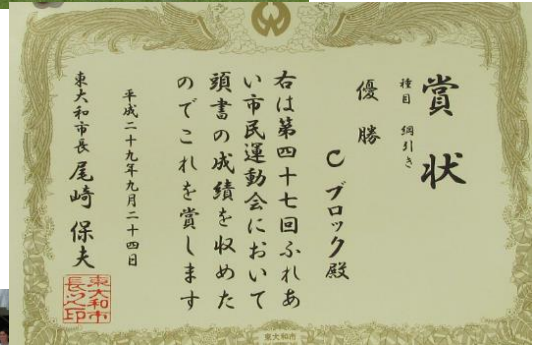 賞状
種目 綱引き
優勝
C ブロック殿
右は第四十七回ふれあ
い市民運動会において
頭書の成績を収めた
のでこれを賞します
平成二十九年九月二十四日
東大和市長 尾崎保夫
東大和市
長之印
東大和市